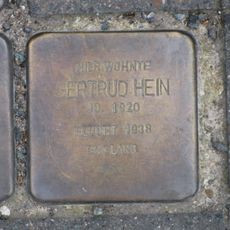 HIER WOHNTE
GERTRUD HEIN
JG. 1920
FLUCHT 1938
ENGLAND